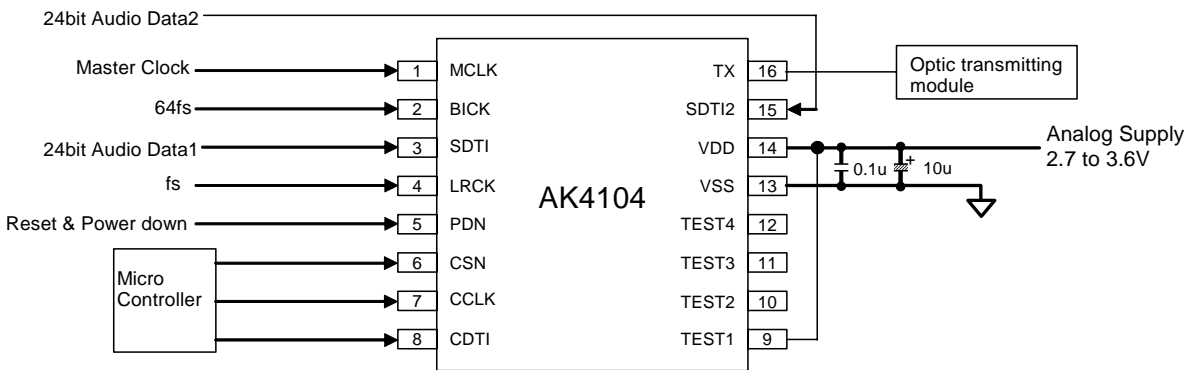 24bit Audio Data2
Master Clock
64fs
24bit Audio Data1
fs
Reset & Power down
Micro
Controller
1 MCLK
2 BICK
3 SDTI
4 LRCK
5 PDN
6 CSN
7 CCLK
8 CDTI
AK4104
TX 16
SDTI2 15
VDD 14
VSS 13
TEST4 12
TEST3 11
TEST2 10
TEST1 9
Optic transmitting
module
Analog Supply
2.7 to 3.6V
0.1u
+
10u